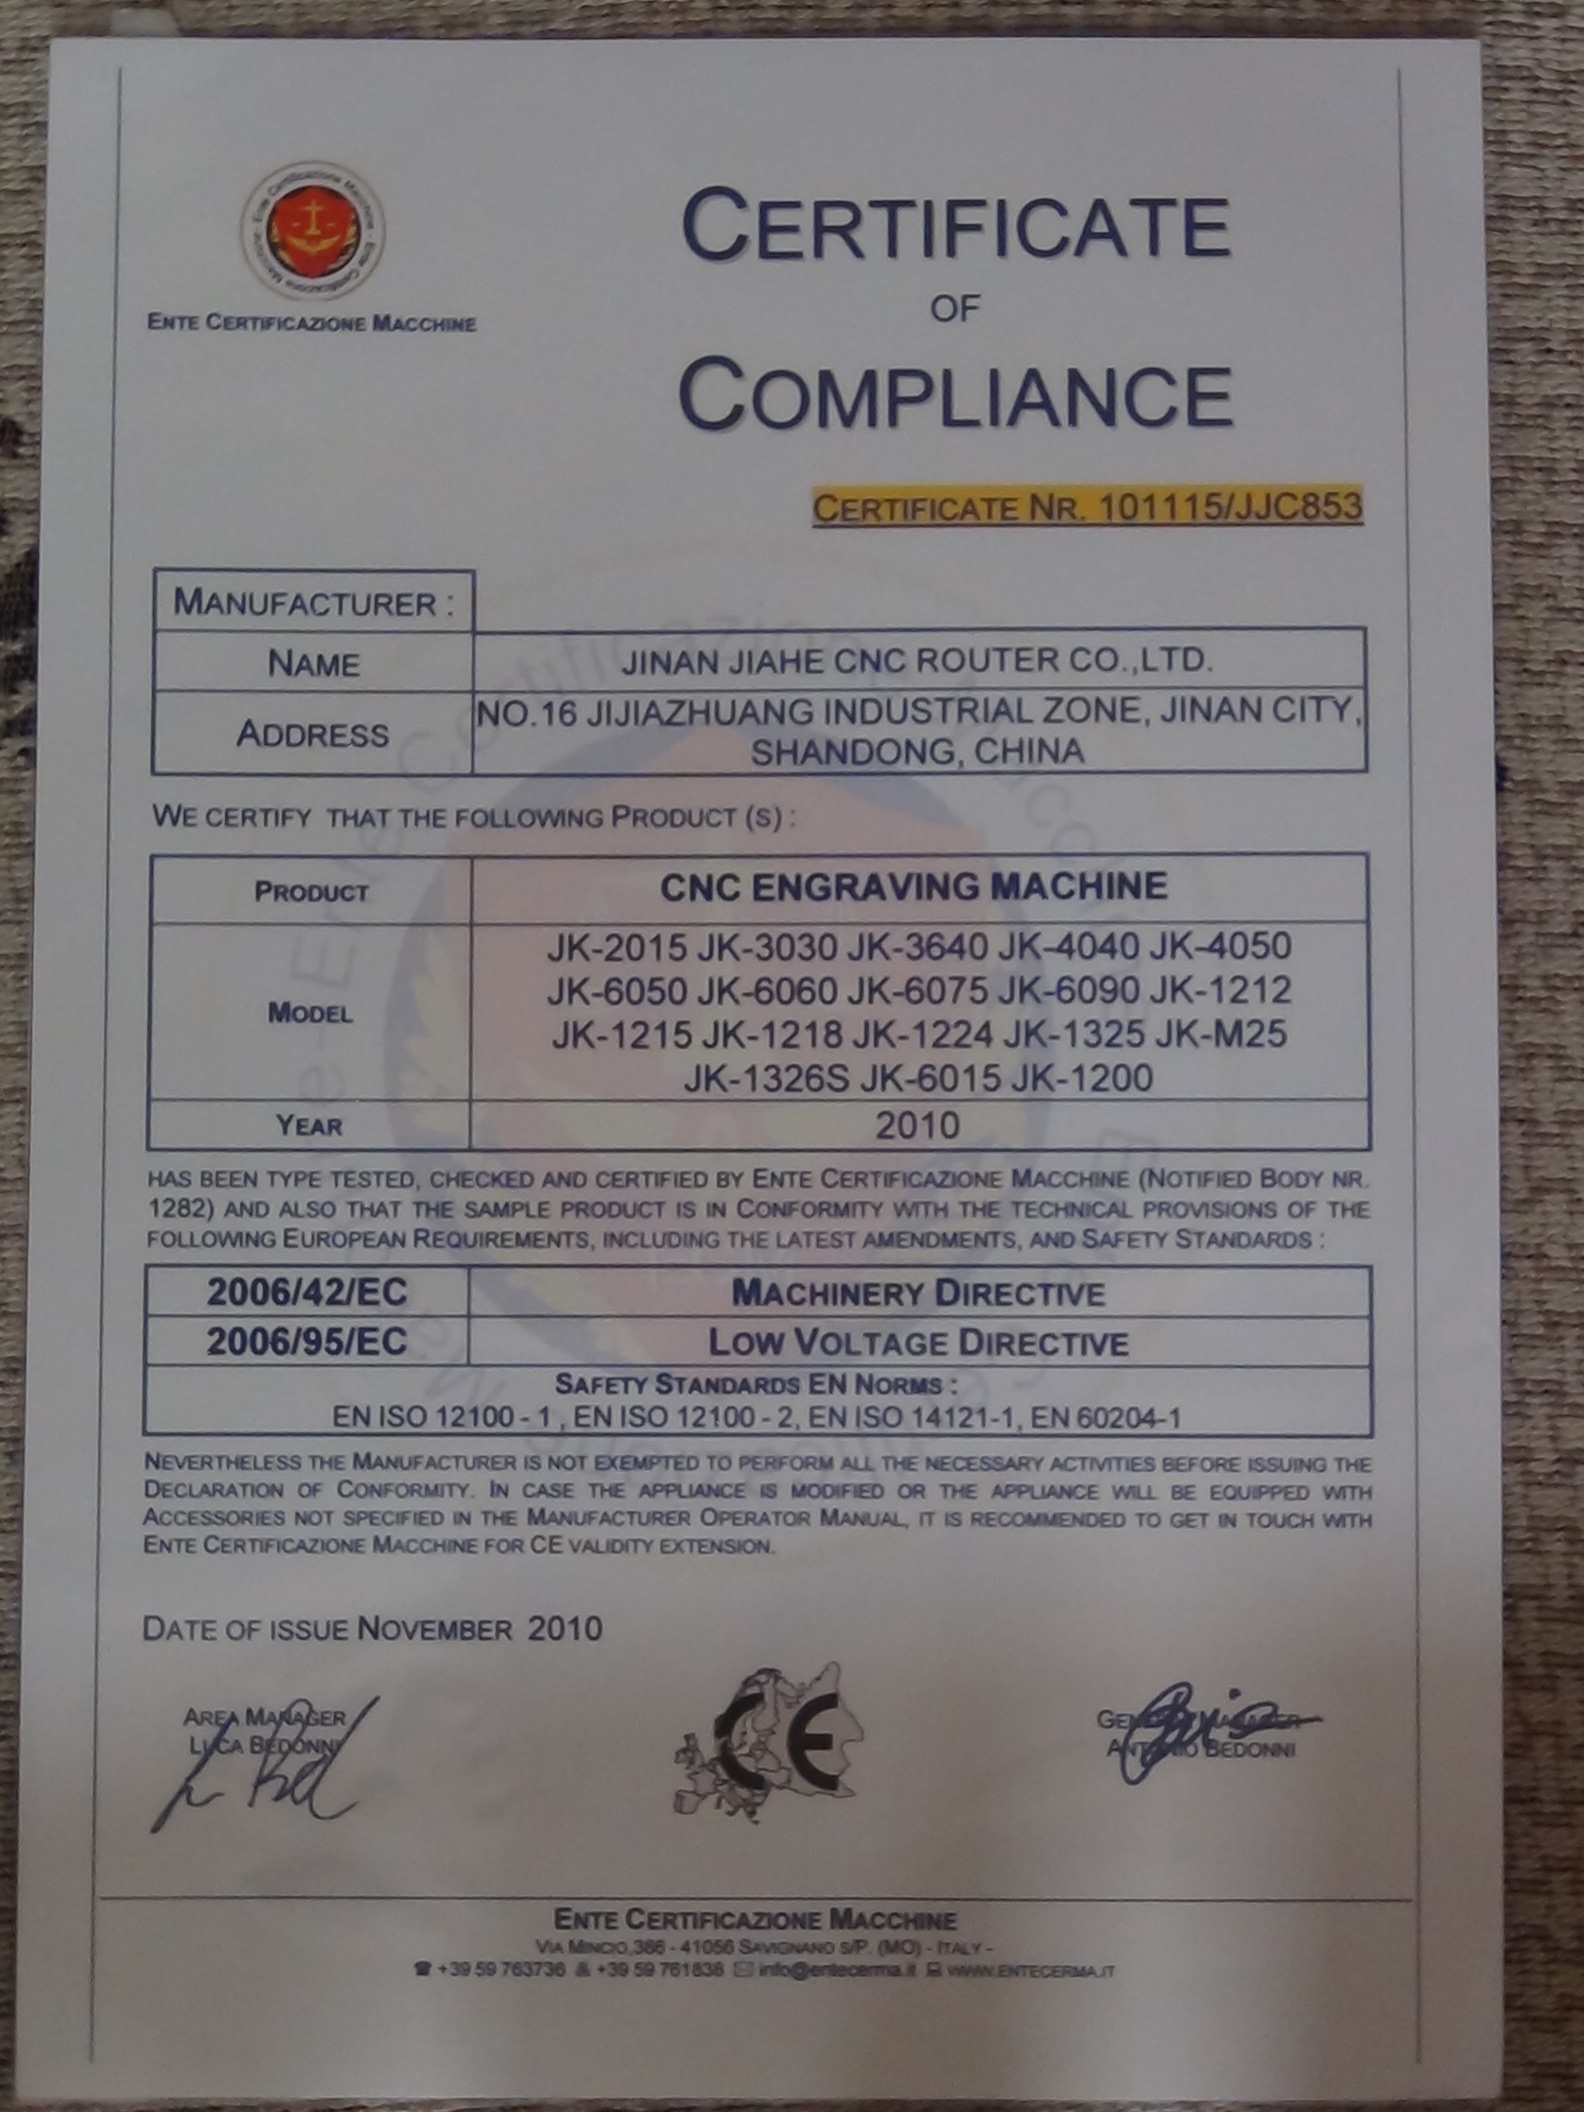 ENTE CERTIFICAZIONE MACCHINE
CERTIFICATE
OF
COMPLIANCE
CERTIFICATE NR. 101115/JJC853
MANUFACTURER :
NAME JINAN JIAHE CNC ROUTER CO.,LTD.
ADDRESS NO.16 JIJIAZHUANG INDUSTRIAL ZONE, JINAN CITY,
SHANDONG, CHINA
WE CERTIFY THAT THE FOLLOWING PRODUCT (S) :
PRODUCT CNC ENGRAVING MACHINE
MODEL JK-2015 JK-3030 JK-3640 JK-4040 JK-4050
JK-6050 JK-6060 JK-6075 JK-6090 JK-1212
JK-1215 JK-1218 JK-1224 JK-1325 JK-M25
JK-1326S JK-6015 JK-1200
YEAR 2010
HAS BEEN TYPE TESTED, CHECKED AND CERTIFIED BY ENTE CERTIFICAZIONE MACCHINE (NOTIFIED BODY NR.
1282) AND ALSO THAT THE SAMPLE PRODUCT IS IN CONFORMITY WITH THE TECHNICAL PROVISIONS OF THE
FOLLOWING EUROPEAN REQUIREMENTS, INCLUDING THE LATEST AMENDMENTS, AND SAFETY STANDARDS :
2006/42/EC MACHINERY DIRECTIVE
2006/95/EC LOW VOLTAGE DIRECTIVE
SAFETY STANDARDS EN NORMS :
EN ISO 12100 - 1 , EN ISO 12100 - 2, EN ISO 14121-1, EN 60204-1
NEVERTHELESS THE MANUFACTURER IS NOT EXEMPTED TO PERFORM ALL THE NECESSARY ACTIVITIES BEFORE ISSUING THE
DECLARATION OF CONFORMITY. IN CASE THE APPLIANCE IS MODIFIED OR THE APPLIANCE WILL BE EQUIPPED WITH
ACCESSORIES NOT SPECIFIED IN THE MANUFACTURER OPERATOR MANUAL, IT IS RECOMMENDED TO GET IN TOUCH WITH
ENTE CERTIFICAZIONE MACCHINE FOR CE VALIDITY EXTENSION.
DATE OF ISSUE NOVEMBER 2010
AREA MANAGER
LUCA BEDONNI
CE
GENERAL MANAGER
ANTONIO BEDONNI
ENTE CERTIFICAZIONE MACCHINE
VIA MINCIO,386 - 41056 SAVIGNANO S/P. (MO) - ITALY -
+39 59 763736 +39 59 761838 info@entecerma.it WWW.ENTECERMA.IT